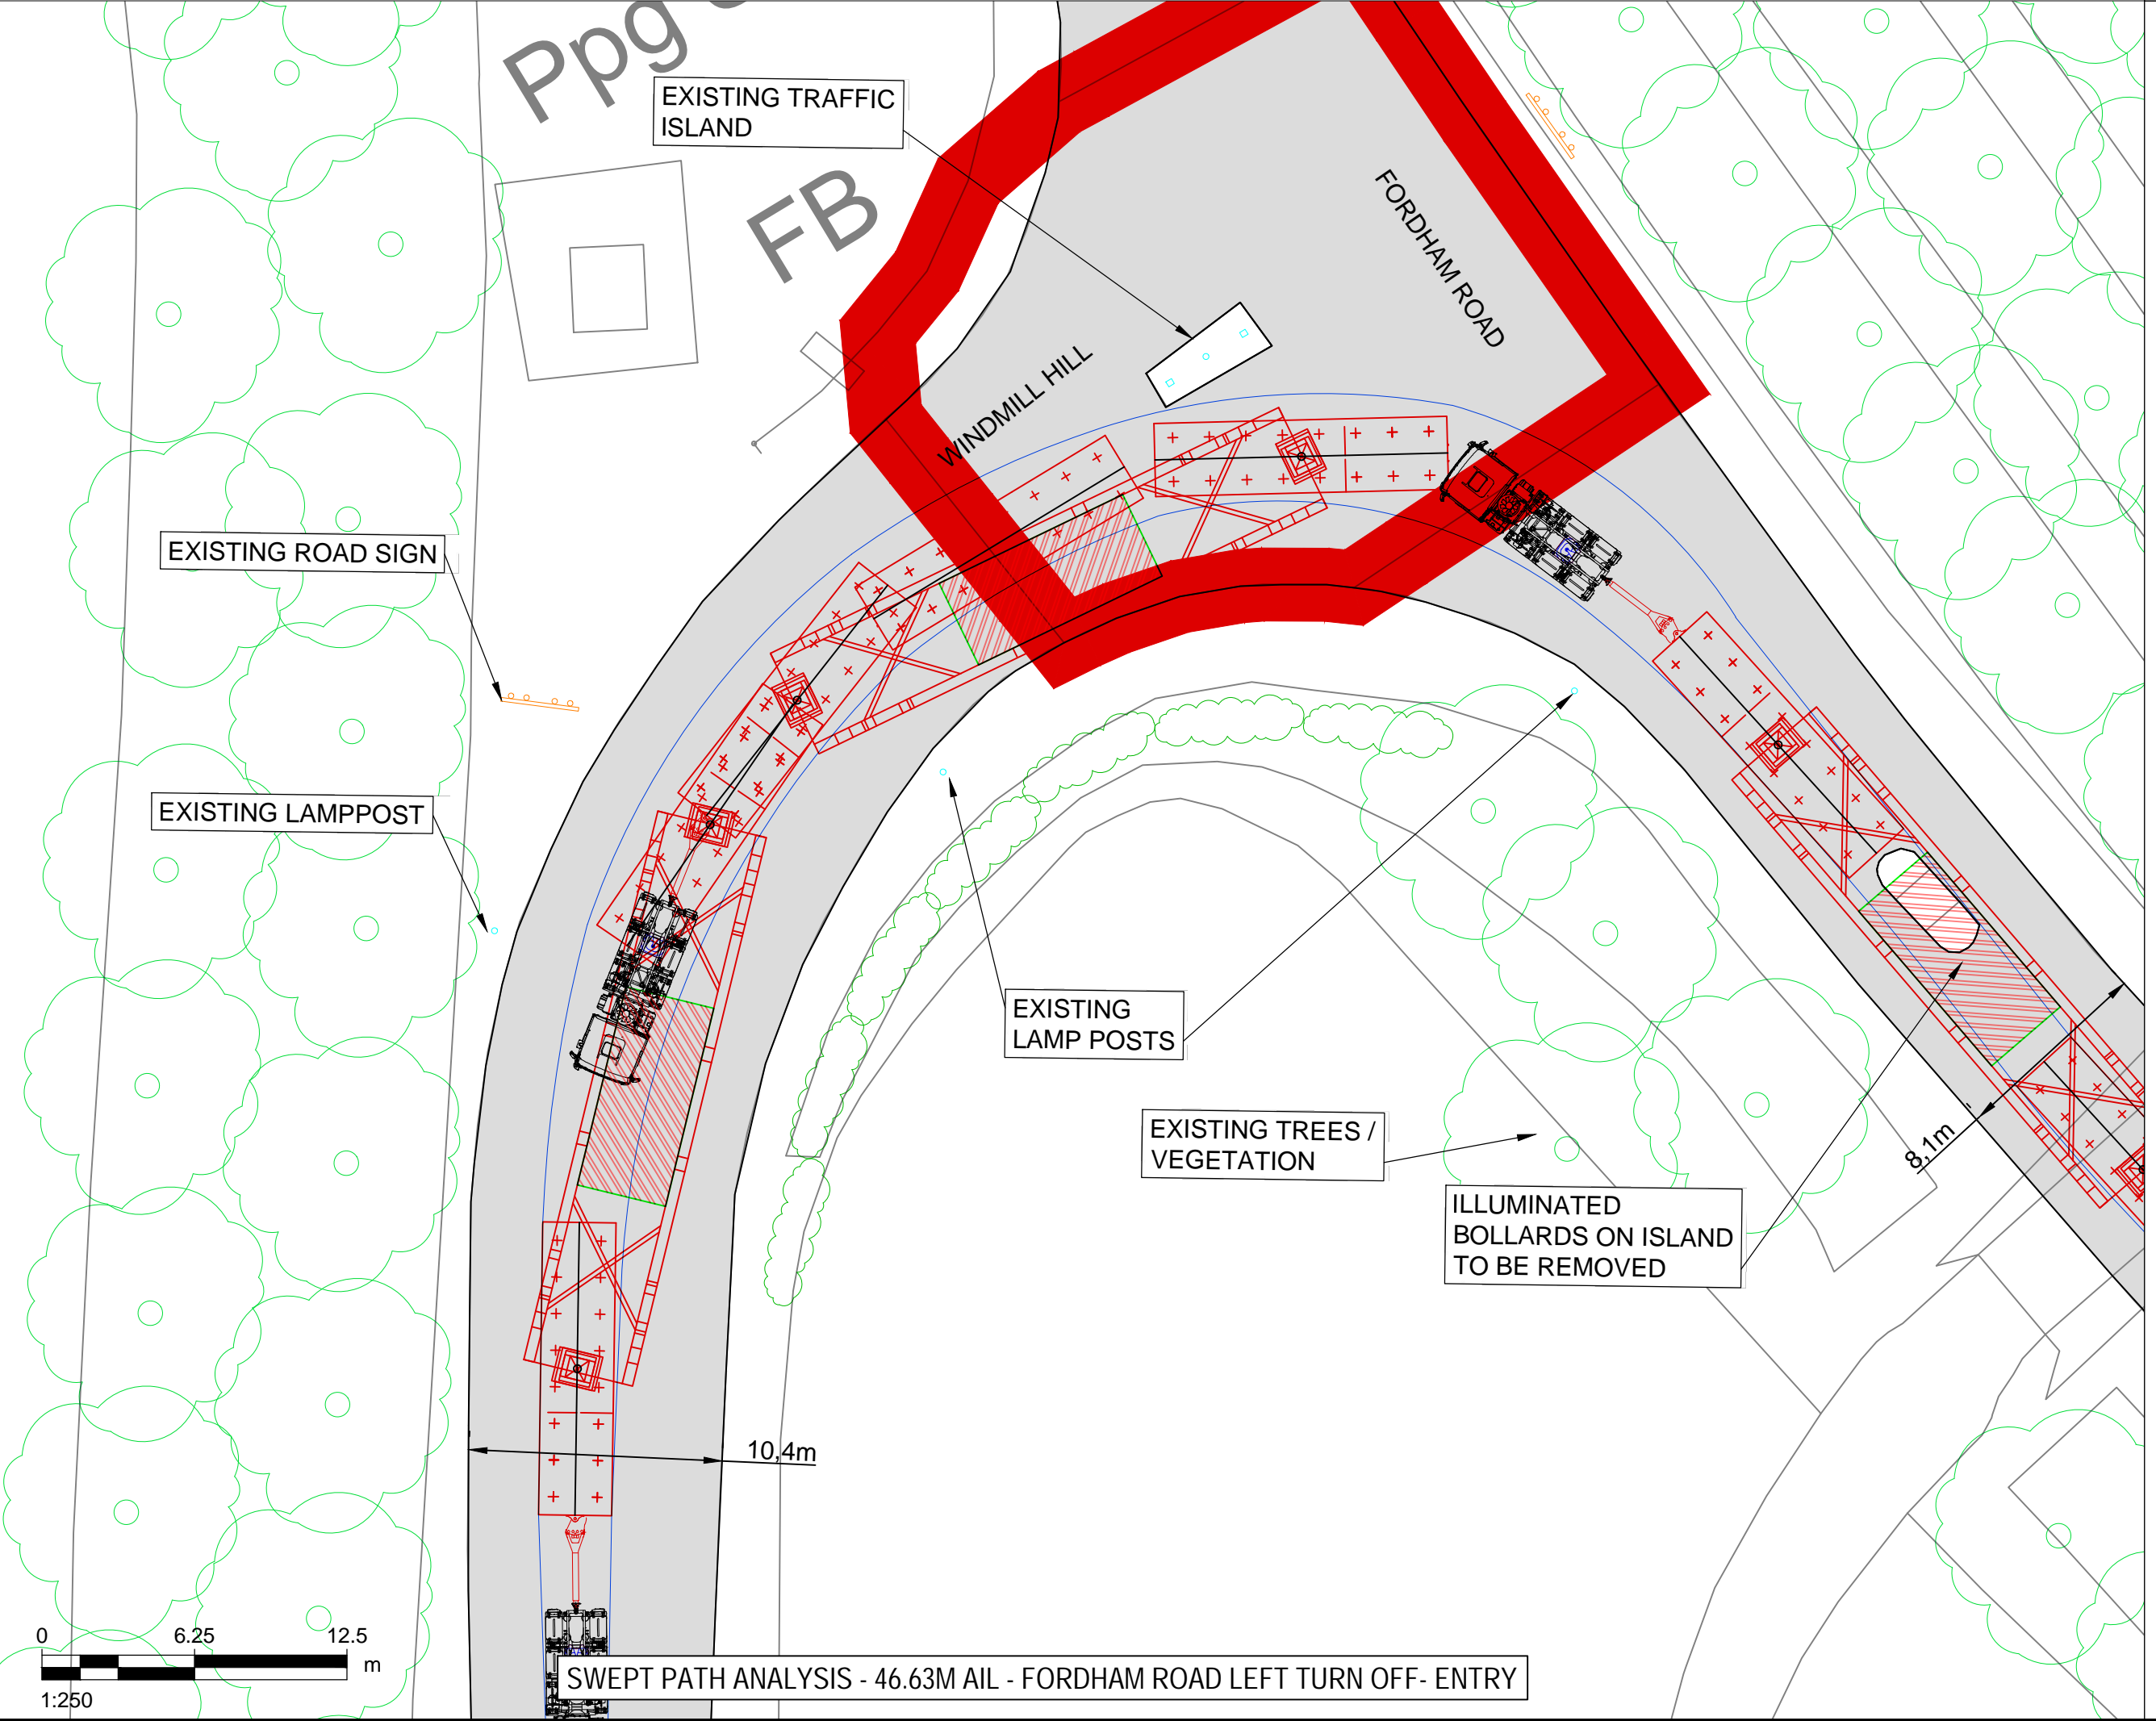 Ppg
EXISTING TRAFFIC
ISLAND
FB
FORDHAM ROAD
WINDMILL HILL
EXISTING ROAD SIGN
EXISTING LAMPPOST
EXISTING
LAMP POSTS
EXISTING TREES /
VEGETATION
8,1m
ILLUMINATED
BOLLARDS ON ISLAND
TO BE REMOVED
10,4m
0 6.25 12.5
m
1:250
SWEPT PATH ANALYSIS - 46.63M AIL - FORDHAM ROAD LEFT TURN OFF- ENTRY